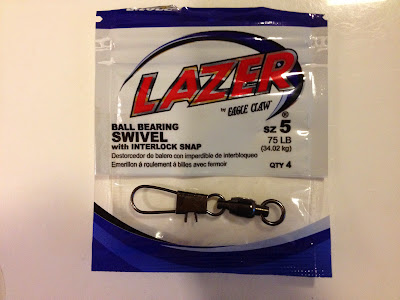 LAZER
by EAGLE CLAW®
BALL BEARING
SWIVEL
with INTERLOCK SNAP
SZ 5
75 LB
(34.02 kg)
Destorcedor de balero con imperdible de interbloqueo
Emerillon à roulement à billes avec fermoir
QTY 4